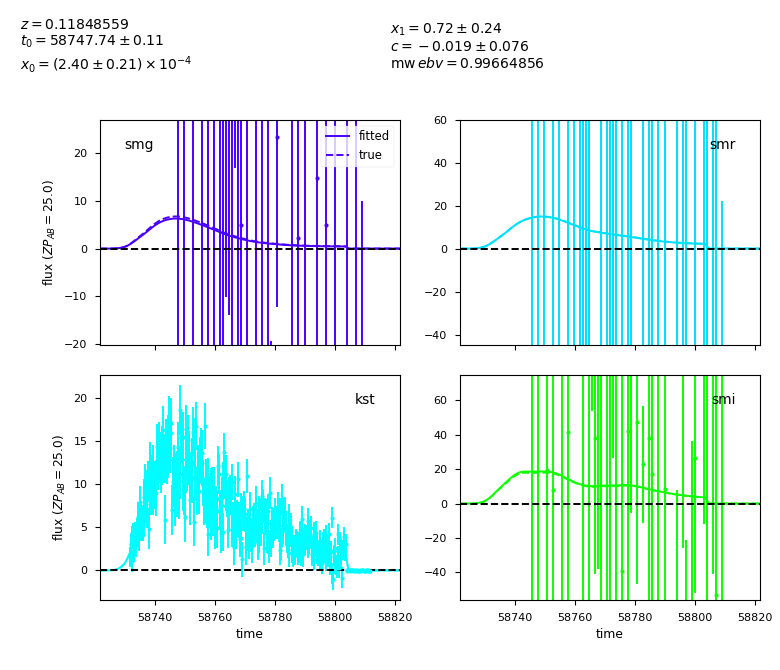 z = 0.11848559
t₀ = 58747.74 ± 0.11
x₀ = (2.40 ± 0.21) × 10⁻⁴
x₁ = 0.72 ± 0.24
c = −0.019 ± 0.076
mw ebv = 0.99664856
smg
fitted
true
20
10
0
−10
−20
flux (ZP_AB = 25.0)
smr
60
40
20
0
−20
−40
kst
20
15
10
5
0
flux (ZP_AB = 25.0)
58740 58760 58780 58800 58820
time
smi
60
40
20
0
−20
−40
58740 58760 58780 58800 58820
time